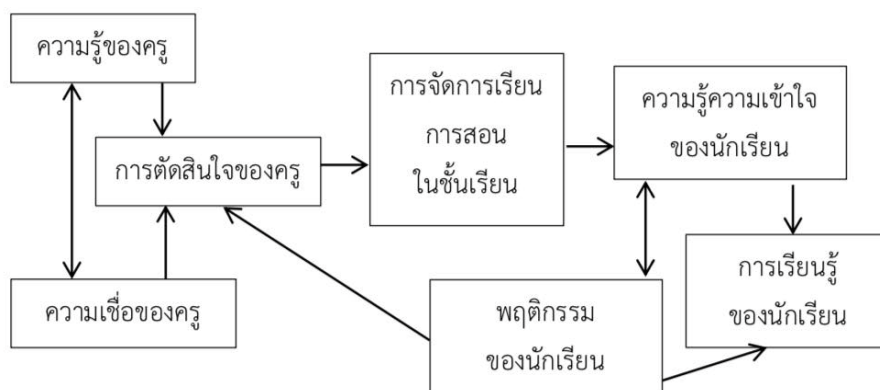 ความรู้ของครู
การตัดสินใจของครู
ความเชื่อของครู
การจัดการเรียน
การสอน
ในชั้นเรียน
ความรู้ความเข้าใจ
ของนักเรียน
พฤติกรรม
ของนักเรียน
การเรียนรู้
ของนักเรียน